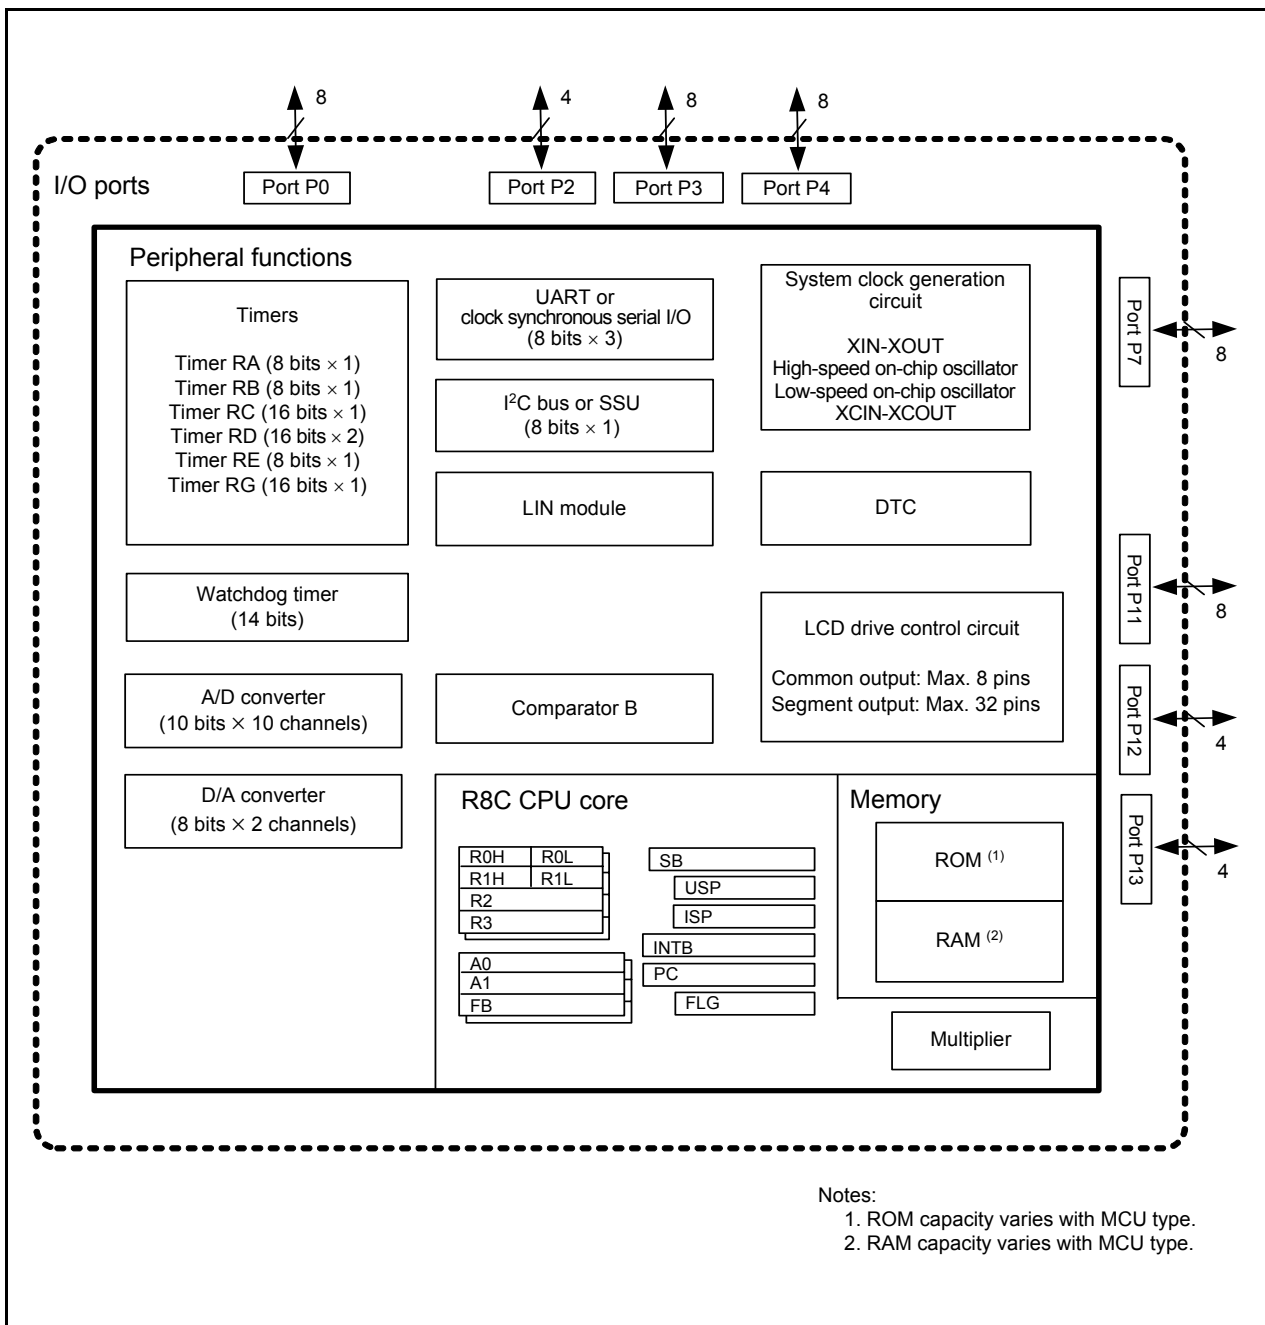 8
4
8
8
I/O ports
Port P0
Port P2
Port P3
Port P4
Peripheral functions
Timers
Timer RA (8 bits × 1)
Timer RB (8 bits × 1)
Timer RC (16 bits × 1)
Timer RD (16 bits × 2)
Timer RE (8 bits × 1)
Timer RG (16 bits × 1)
UART or
clock synchronous serial I/O
(8 bits × 3)
I²C bus or SSU
(8 bits × 1)
LIN module
System clock generation
circuit
XIN-XOUT
High-speed on-chip oscillator
Low-speed on-chip oscillator
XCIN-XCOUT
DTC
Port P7
8
Watchdog timer
(14 bits)
LCD drive control circuit
Common output: Max. 8 pins
Segment output: Max. 32 pins
Port P11
8
A/D converter
(10 bits × 10 channels)
Comparator B
Port P12
4
D/A converter
(8 bits × 2 channels)
R8C CPU core
R0H R0L
R1H R1L
R2
R3
A0
A1
FB
SB
USP
ISP
INTB
PC
FLG
Memory
ROM (1)
RAM (2)
Multiplier
Port P13
4
Notes:
1. ROM capacity varies with MCU type.
2. RAM capacity varies with MCU type.